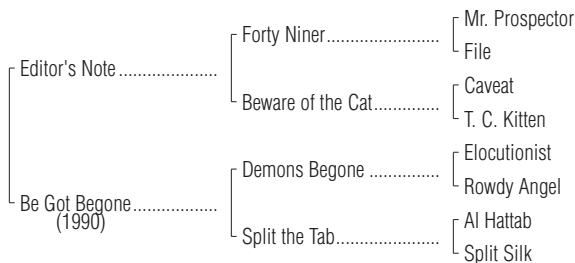 Mr. Prospector
Forty Niner
File
Editor's Note
Caveat
Beware of the Cat
T. C. Kitten
Elocutionist
Demons Begone
Rowdy Angel
Be Got Begone
(1990)
Al Hattab
Split the Tab
Split Silk